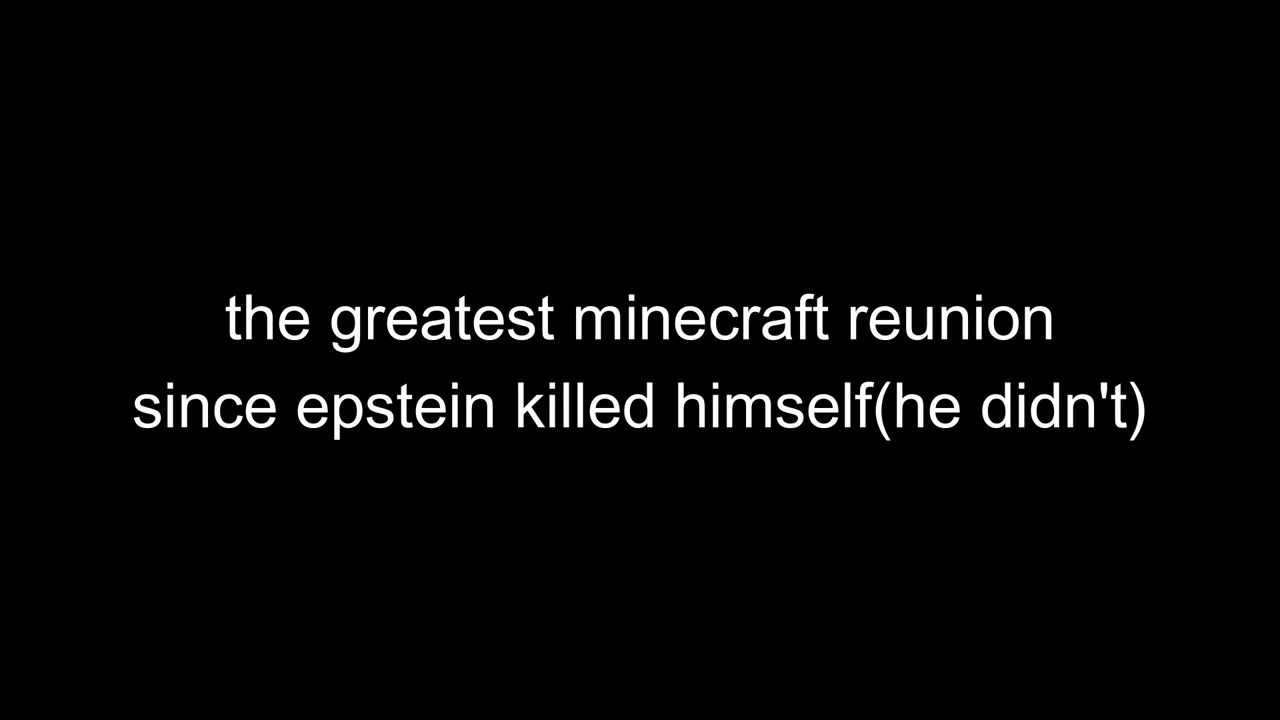 the greatest minecraft reunion
since epstein killed himself(he didn't)